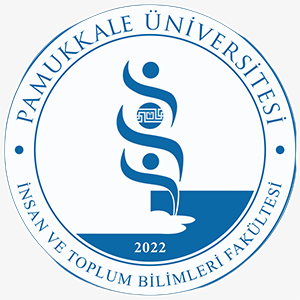 PAMUKKALE ÜNİVERSİTESİ
2022
İNSAN VE TOPLUM BİLİMLERİ FAKÜLTESİ